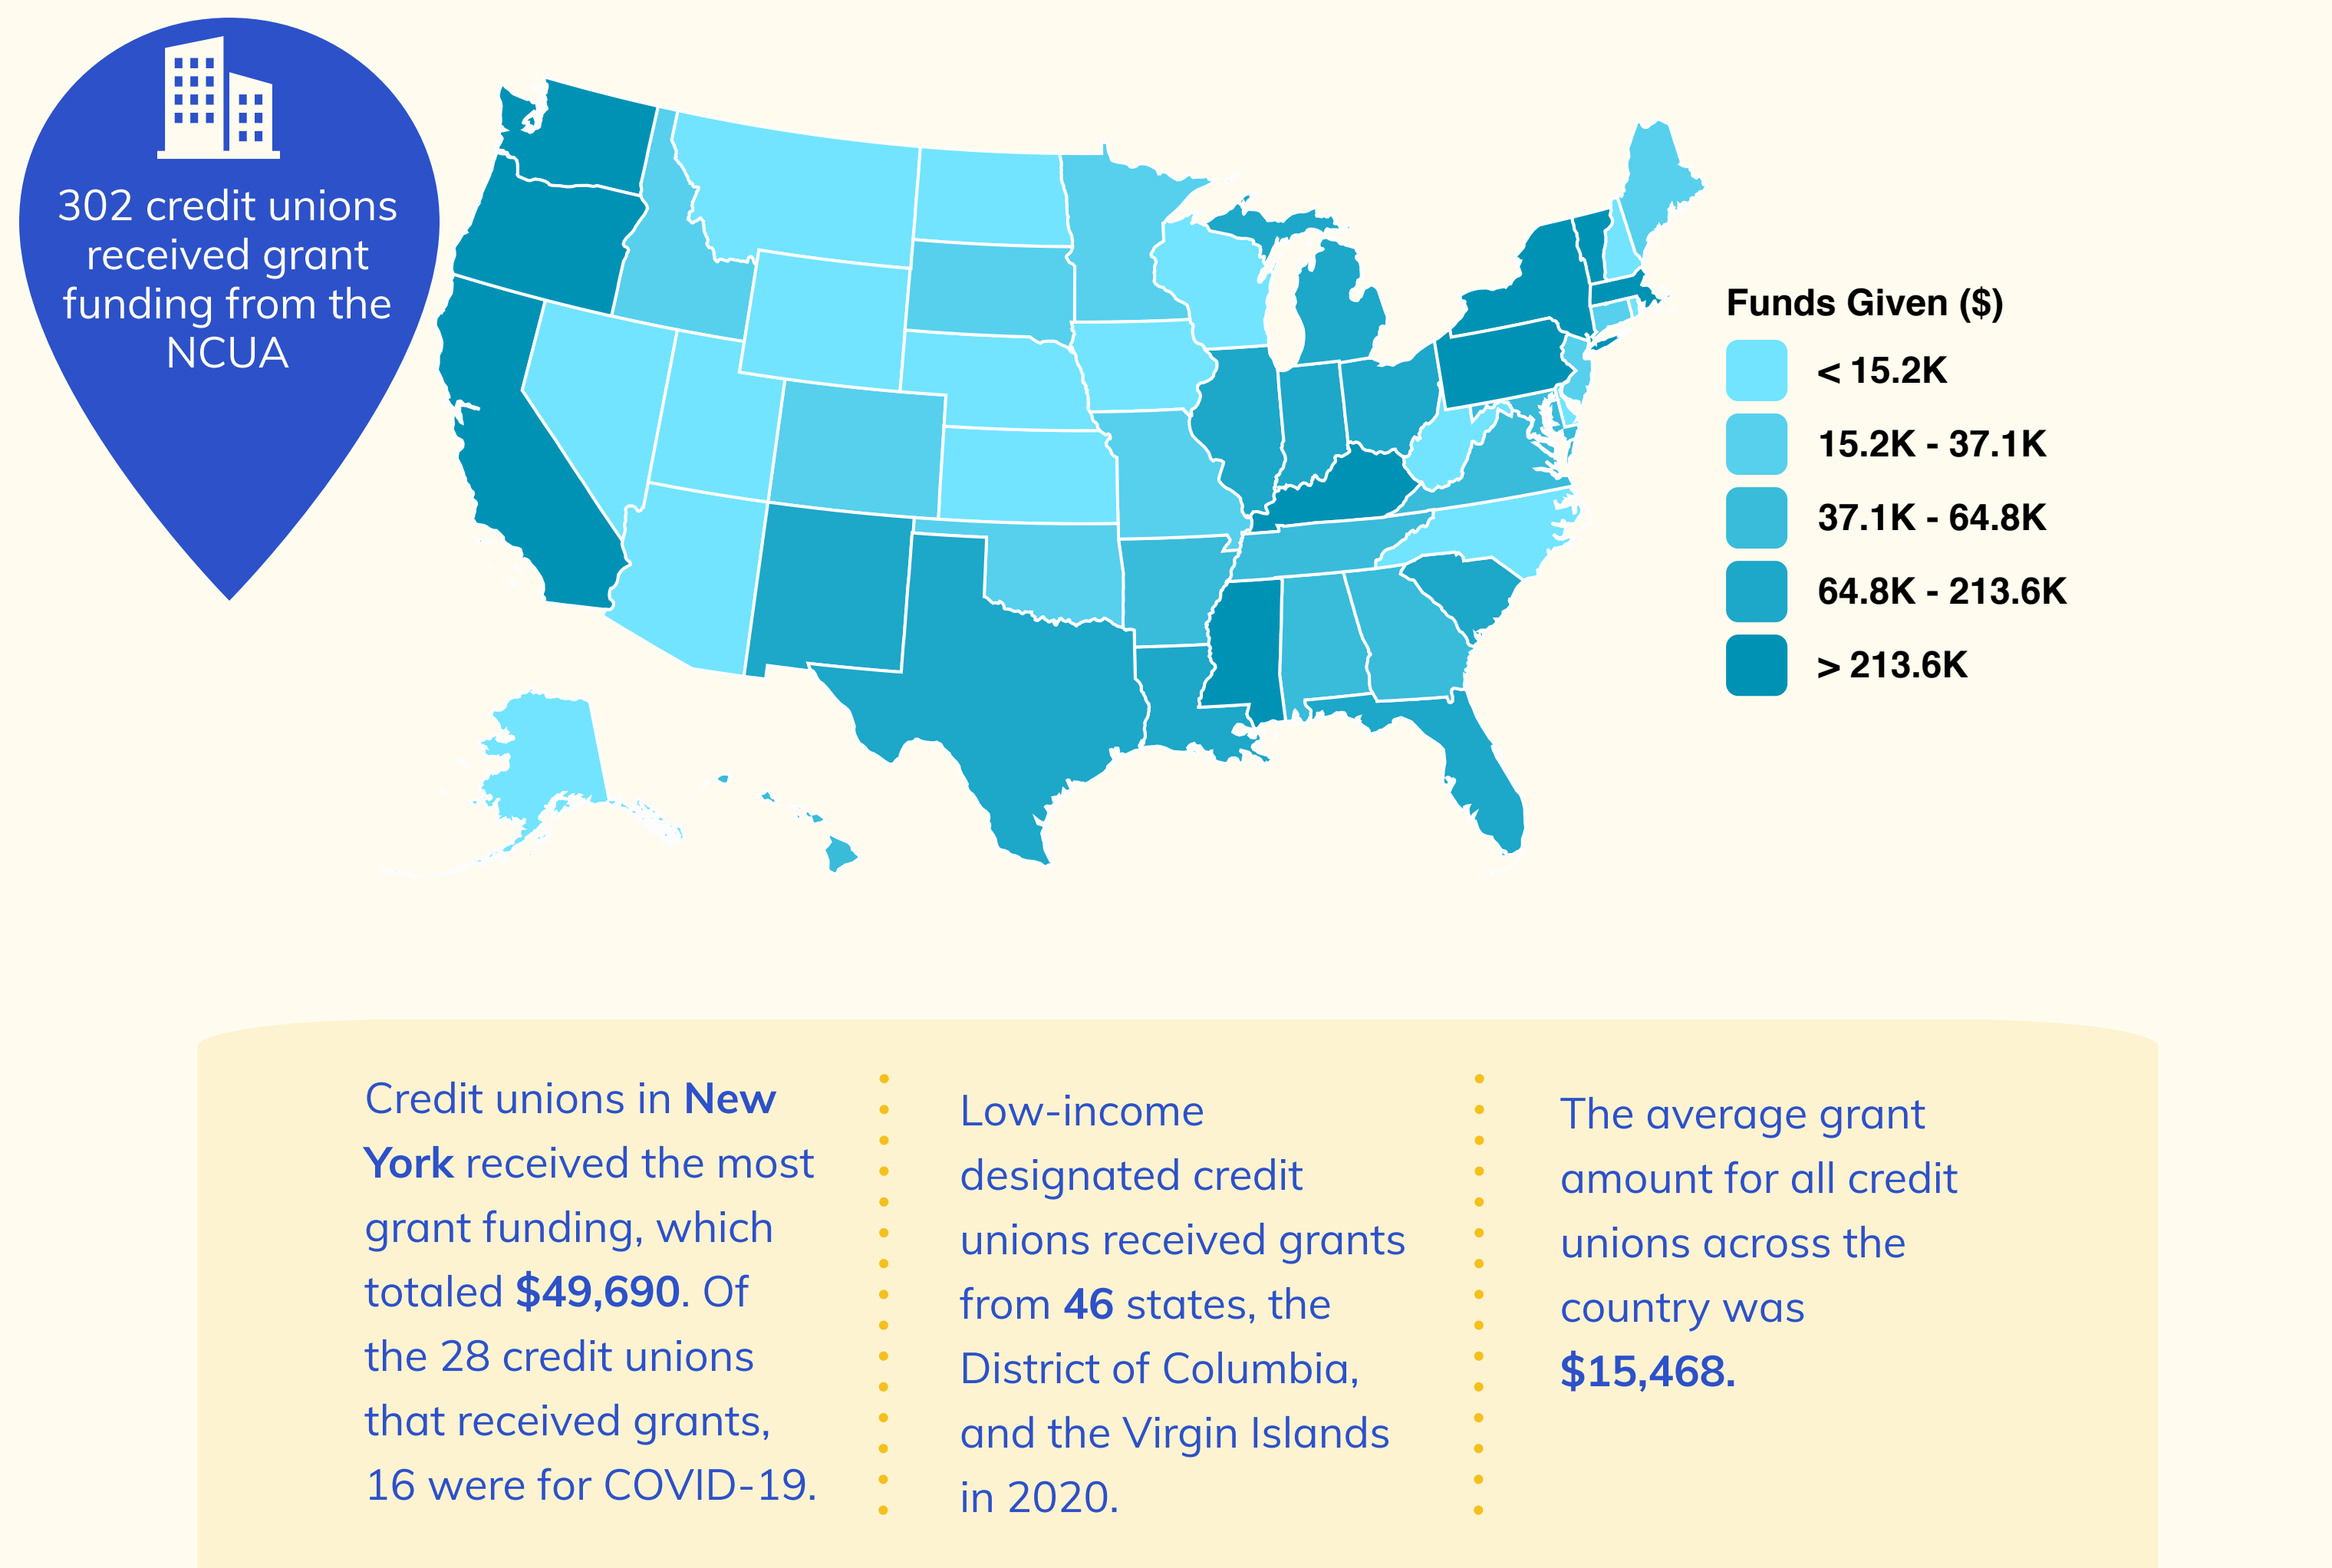 302 credit unions
received grant
funding from the
NCUA
Funds Given ($)
< 15.2K
15.2K - 37.1K
37.1K - 64.8K
64.8K - 213.6K
> 213.6K
Credit unions in New
York received the most
grant funding, which
totaled $49,690. Of
the 28 credit unions
that received grants,
16 were for COVID-19.
Low-income
designated credit
unions received grants
from 46 states, the
District of Columbia,
and the Virgin Islands
in 2020.
The average grant
amount for all credit
unions across the
country was
$15,468.